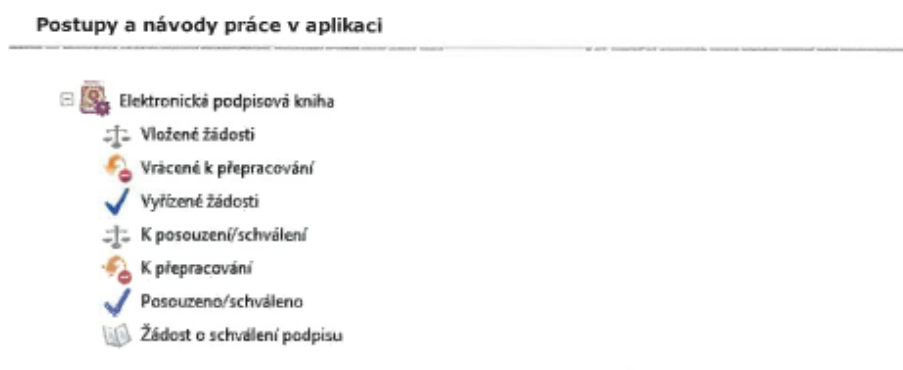 Postupy a návody práce v aplikaci
Elektronická podpisová kniha
Vložené žádosti
Vrácené k přepracování
Vyřízené žádosti
K posouzení/schválení
K přepracování
Posouzeno/schváleno
Žádost o schválení podpisu